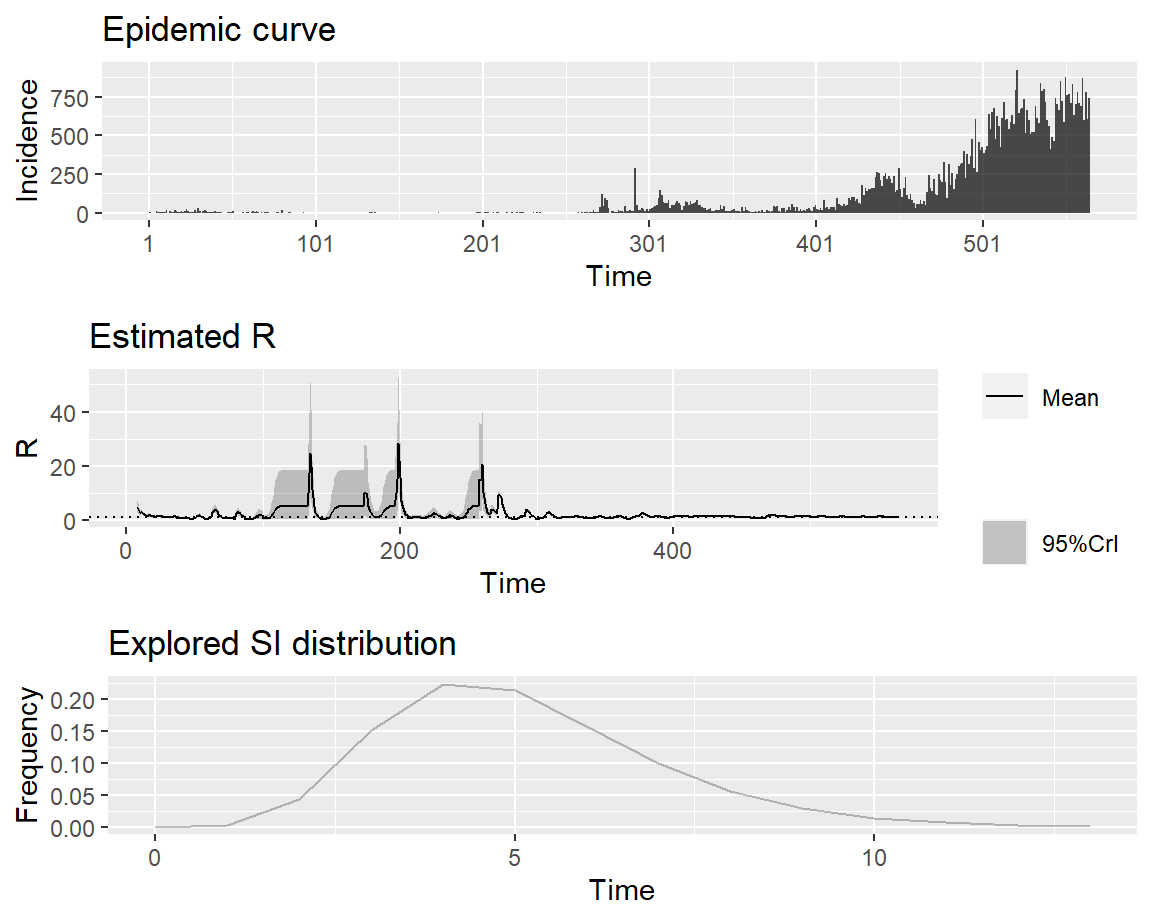 Epidemic curve
Incidence
750
500
250
0
1 101 201 301 401 501
Time
Estimated R
R
40
20
0
0 200 400
Time
Mean
95%CrI
Explored SI distribution
Frequency
0.20
0.15
0.10
0.05
0.00
0 5 10
Time